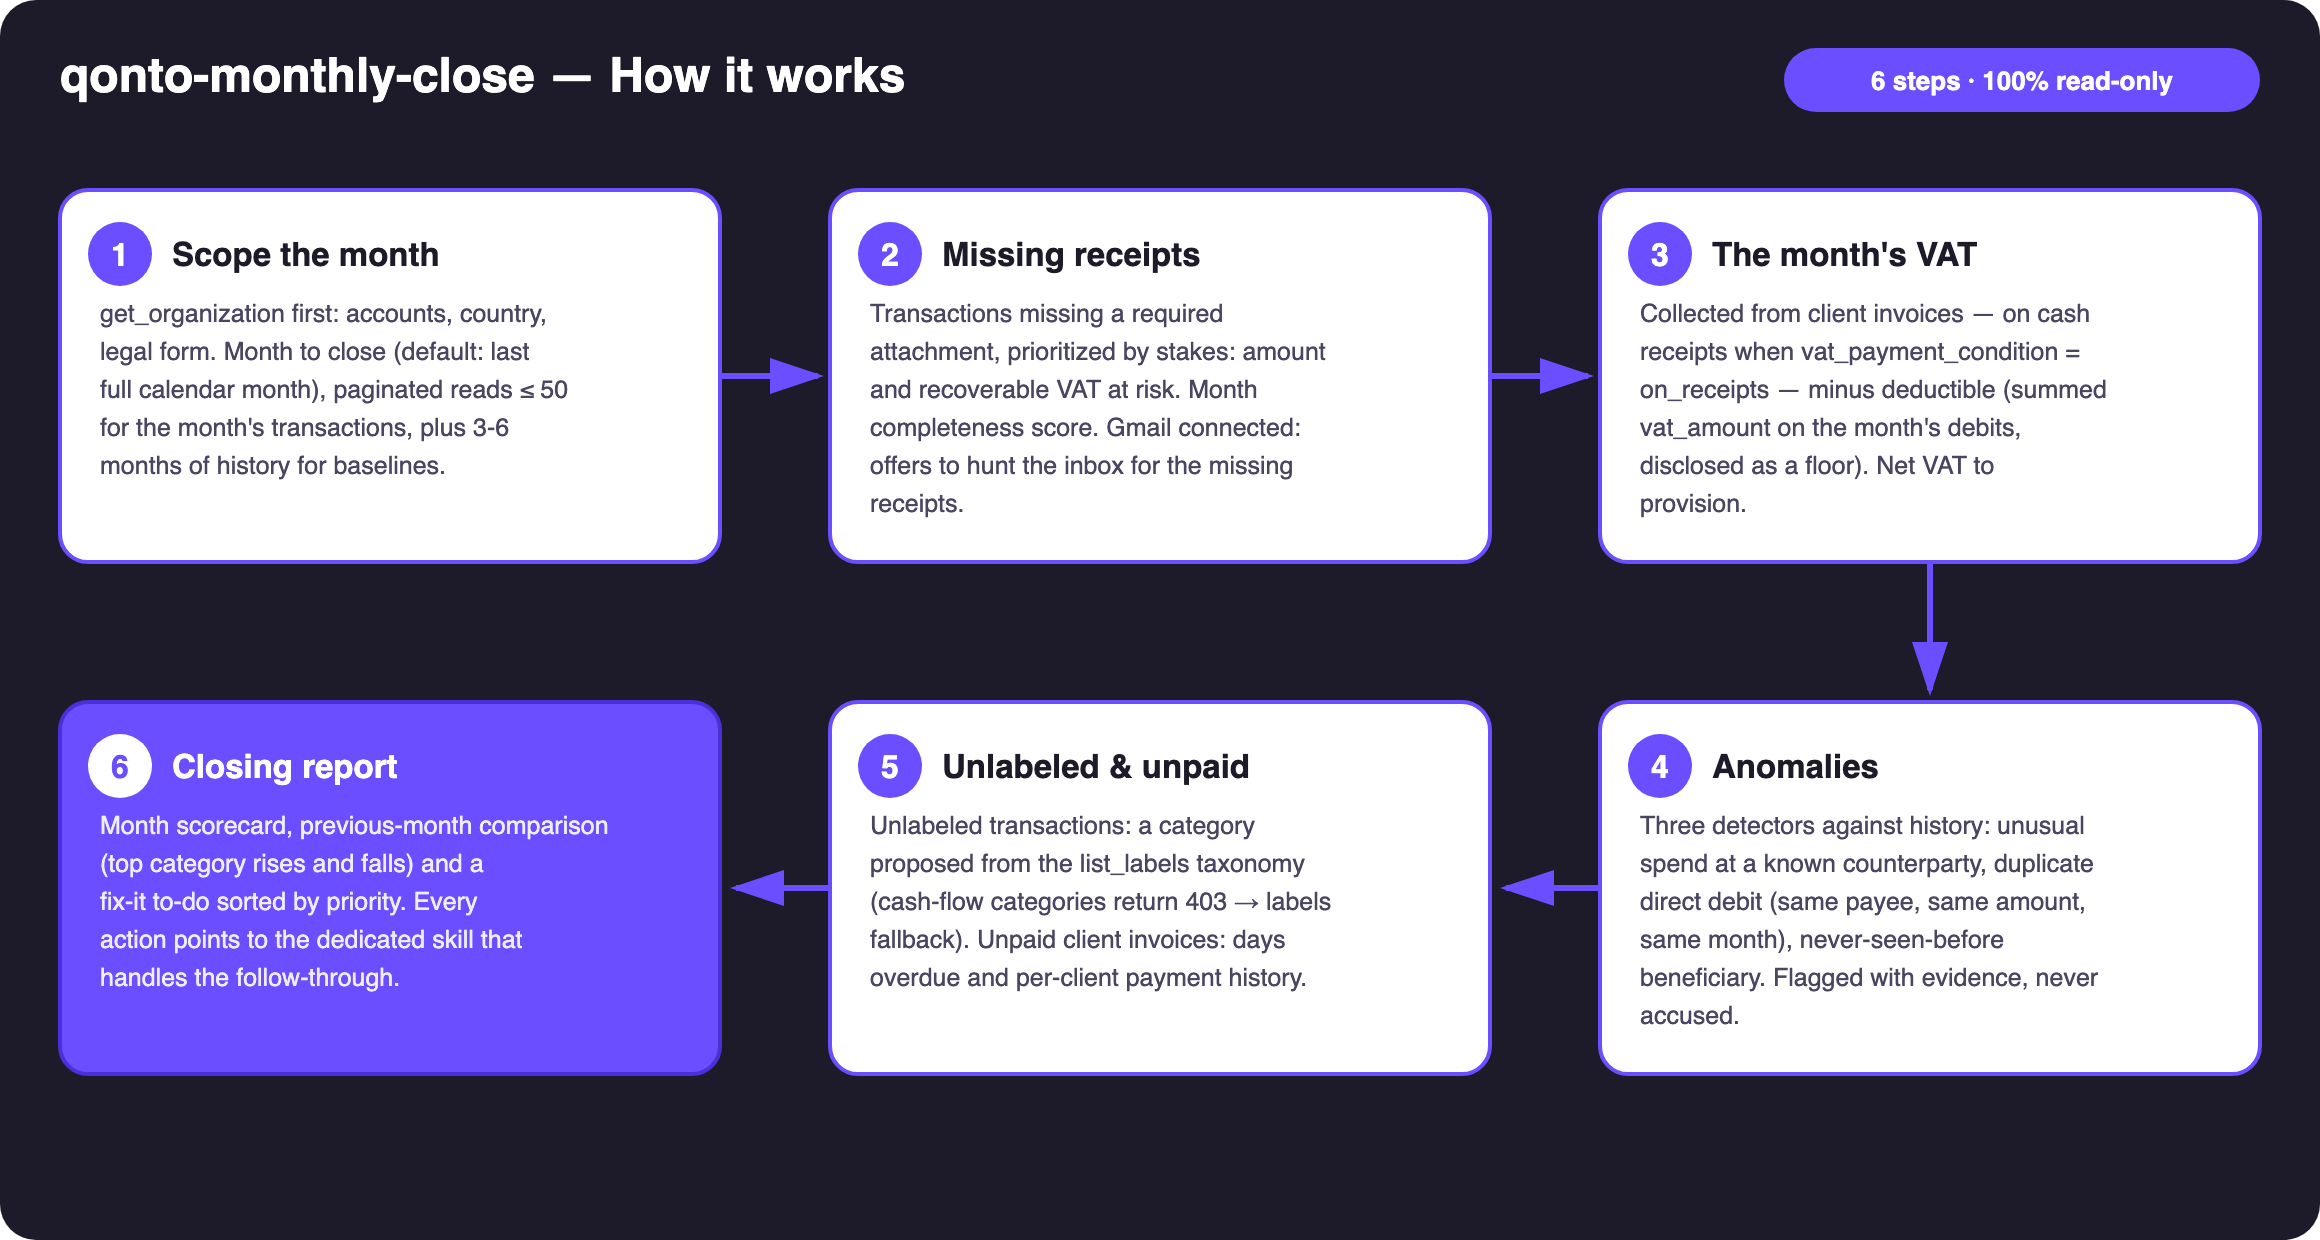 qonto-monthly-close — How it works
6 steps · 100% read-only
1
Scope the month
get_organization first: accounts, country,
legal form. Month to close (default: last
full calendar month), paginated reads ≤ 50
for the month's transactions, plus 3-6
months of history for baselines.
2
Missing receipts
Transactions missing a required
attachment, prioritized by stakes: amount
and recoverable VAT at risk. Month
completeness score. Gmail connected:
offers to hunt the inbox for the missing
receipts.
3
The month's VAT
Collected from client invoices — on cash
receipts when vat_payment_condition =
on_receipts — minus deductible (summed
vat_amount on the month's debits,
disclosed as a floor). Net VAT to
provision.
4
Anomalies
Three detectors against history: unusual
spend at a known counterparty, duplicate
direct debit (same payee, same amount,
same month), never-seen-before
beneficiary. Flagged with evidence, never
accused.
5
Unlabeled & unpaid
Unlabeled transactions: a category
proposed from the list_labels taxonomy
(cash-flow categories return 403 → labels
fallback). Unpaid client invoices: days
overdue and per-client payment history.
6
Closing report
Month scorecard, previous-month comparison
(top category rises and falls) and a
fix-it to-do sorted by priority. Every
action points to the dedicated skill that
handles the follow-through.